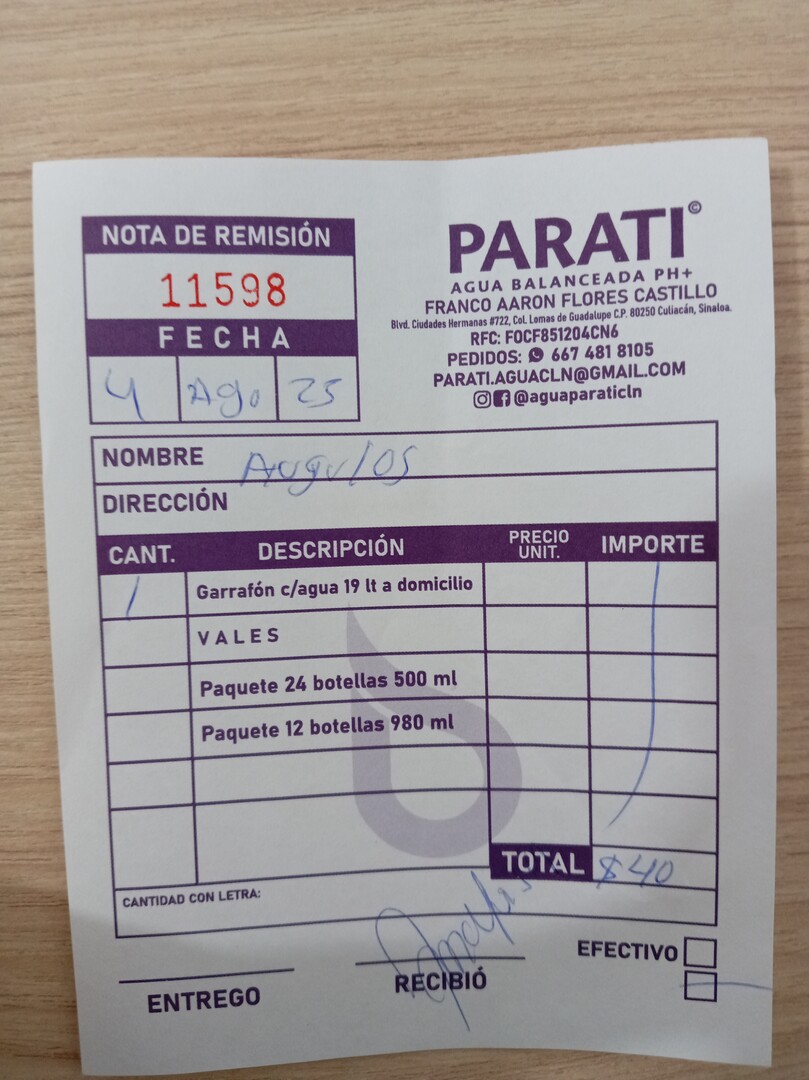 NOTA DE REMISIÓN
11598
FECHA
4 Ago 25
PARATI©
AGUA BALANCEADA PH+
FRANCO AARON FLORES CASTILLO
Blvd. Ciudades Hermanas #722, Col. Lomas de Guadalupe C.P. 80250 Culiacán, Sinaloa.
RFC: FOCF851204CN6
PEDIDOS: 667 481 8105
PARATI.AGUACLN@GMAIL.COM
@aguaparaticln
NOMBRE
DIRECCIÓN
CANT. DESCRIPCIÓN PRECIO UNIT. IMPORTE
1 Garrafón c/agua 19 lt a domicilio
VALES
Paquete 24 botellas 500 ml
Paquete 12 botellas 980 ml
TOTAL $40
CANTIDAD CON LETRA:
ENTREGO
RECIBIÓ
EFECTIVO